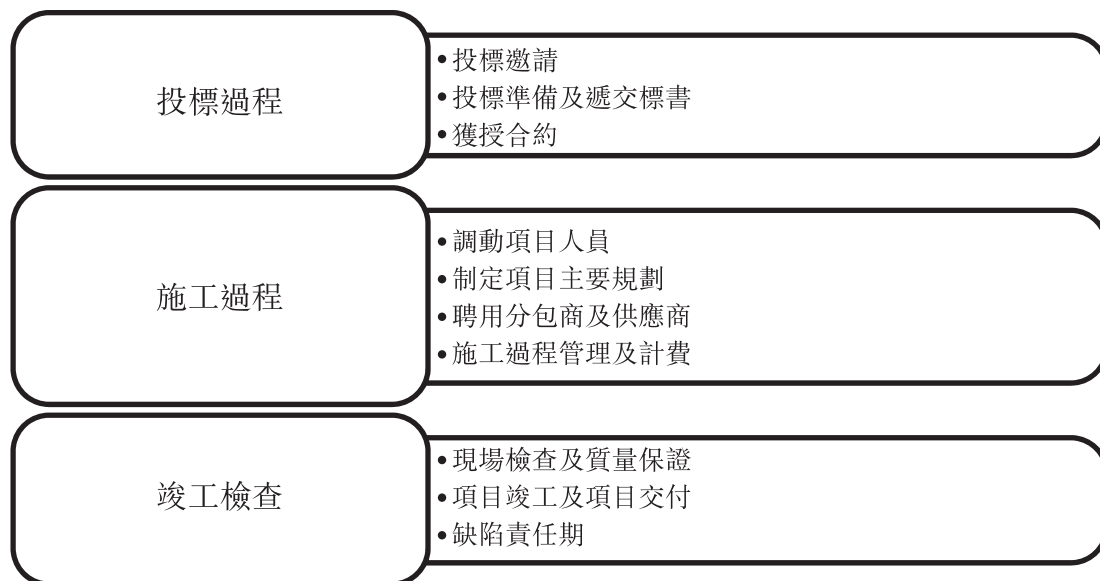 投標過程
•投標邀請
•投標準備及遞交標書
•獲授合約
施工過程
•調動項目人員
•制定項目主要規劃
•聘用分包商及供應商
•施工過程管理及計費
竣工檢查
•現場檢查及質量保證
•項目竣工及項目交付
•缺陷責任期